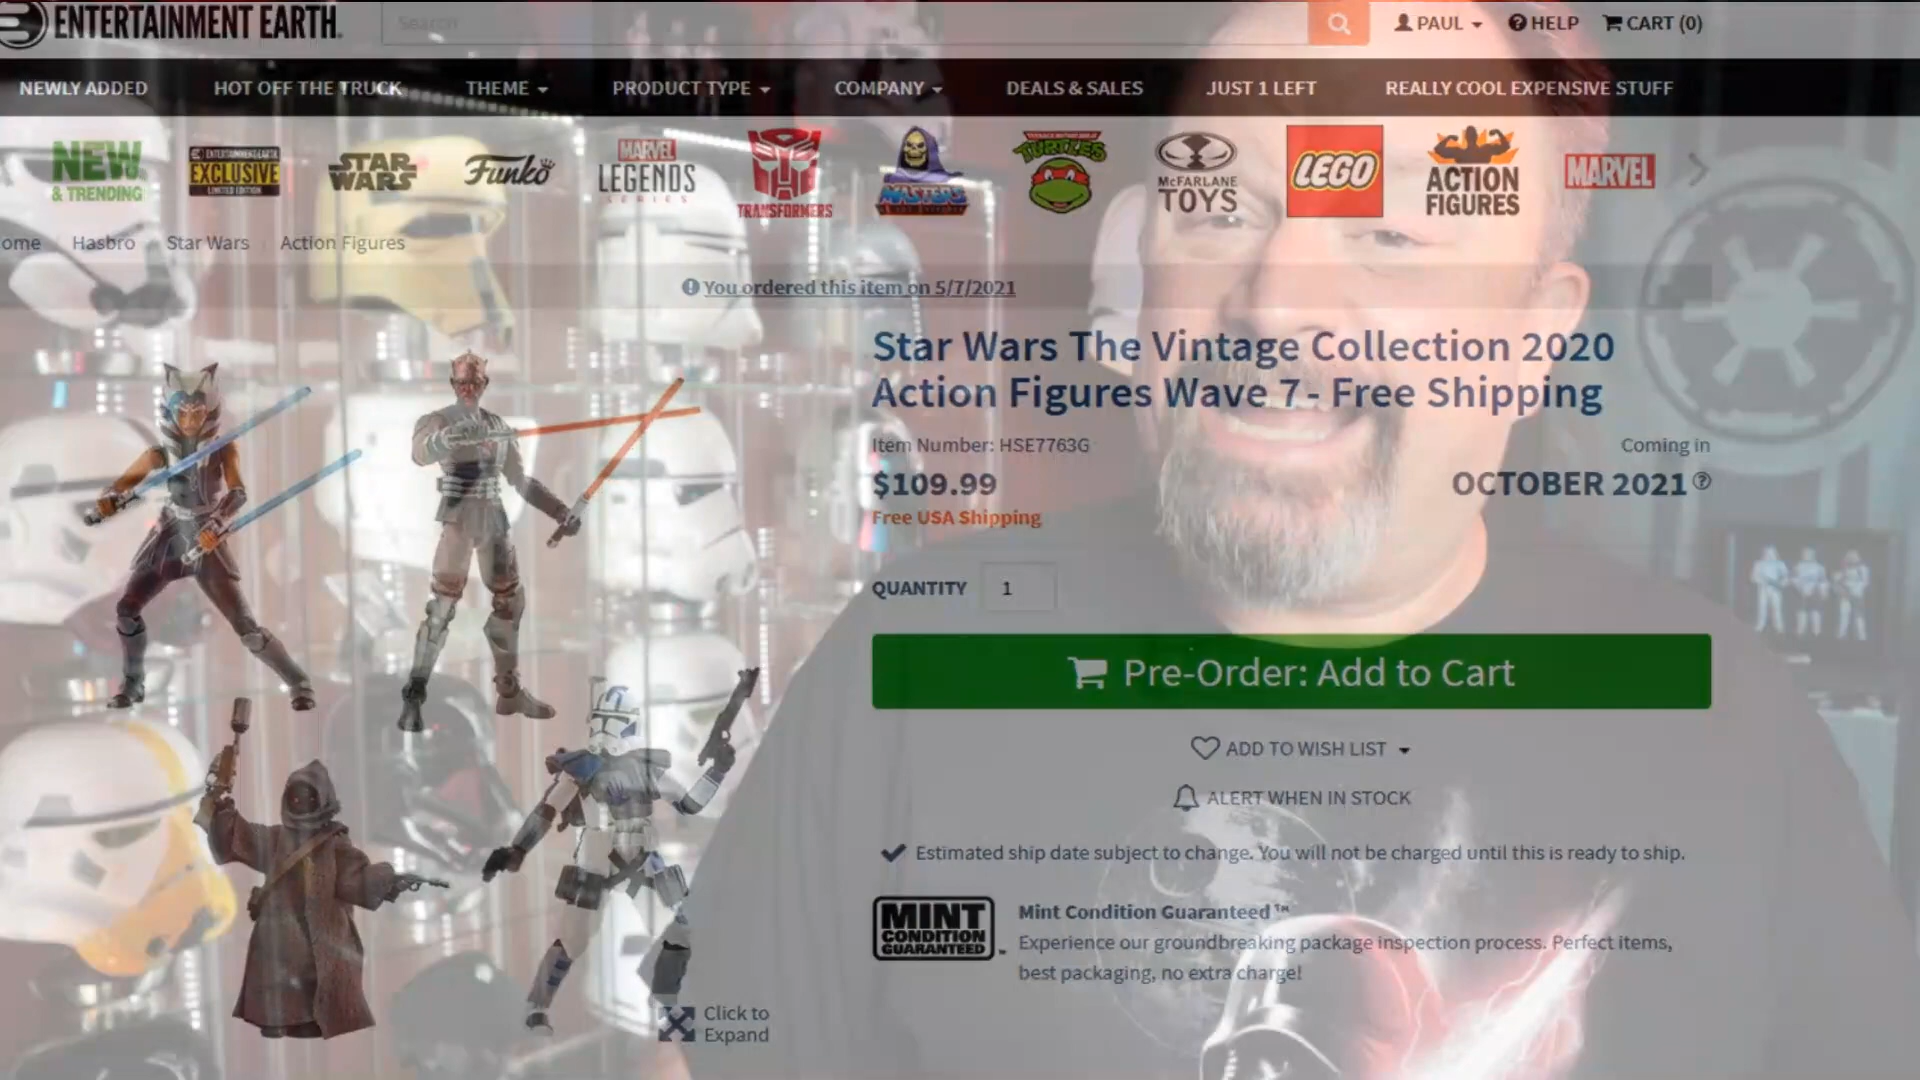 ENTERTAINMENT EARTH.
Search
PAUL
HELP
CART (0)
NEWLY ADDED
HOT OFF THE TRUCK
THEME
PRODUCT TYPE
COMPANY
DEALS & SALES
JUST 1 LEFT
REALLY COOL EXPENSIVE STUFF
NEW
& TRENDING
ENTERTAINMENT EARTH
EXCLUSIVE
LIMITED EDITION
STAR
WARS
Funko
MARVEL
LEGENDS
SERIES
TRANSFORMERS
MASTERS
TURTLES
McFARLANE
TOYS
LEGO
ACTION
FIGURES
MARVEL
ome
Hasbro
Star Wars
Action Figures
You ordered this item on 5/7/2021
Star Wars The Vintage Collection 2020
Action Figures Wave 7 - Free Shipping
Item Number: HSE7763G
Coming in
$109.99
OCTOBER 2021
Free USA Shipping
QUANTITY 1
Pre-Order: Add to Cart
ADD TO WISH LIST
ALERT WHEN IN STOCK
Estimated ship date subject to change. You will not be charged until this is ready to ship.
MINT
CONDITION
GUARANTEED
Mint Condition Guaranteed™
Experience our groundbreaking package inspection process. Perfect items,
best packaging, no extra charge!
Click to
Expand